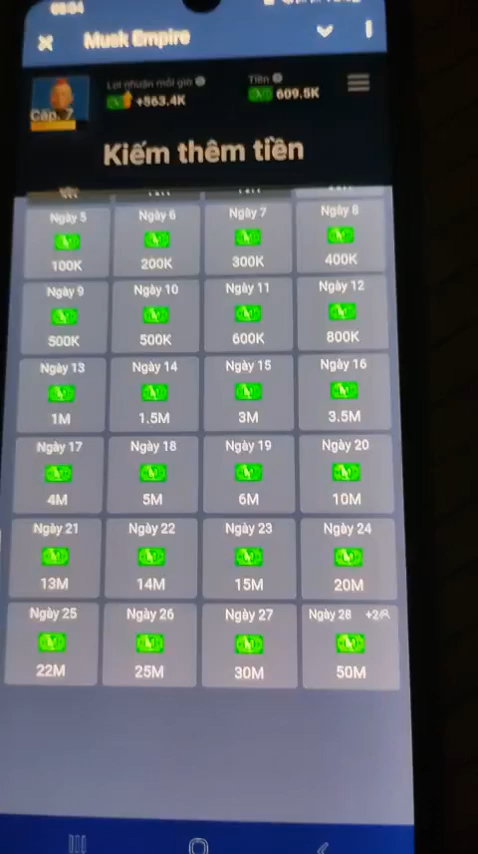 Musk Empire
Lợi nhuận mỗi giờ
Tiền
Cấp. 7
+563.4K
609.5K
Kiếm thêm tiền
Ngày 5
Ngày 6
Ngày 7
Ngày 8
100K
200K
300K
400K
Ngày 9
Ngày 10
Ngày 11
Ngày 12
500K
500K
600K
800K
Ngày 13
Ngày 14
Ngày 15
Ngày 16
1M
1.5M
3M
3.5M
Ngày 17
Ngày 18
Ngày 19
Ngày 20
4M
5M
6M
10M
Ngày 21
Ngày 22
Ngày 23
Ngày 24
13M
14M
15M
20M
Ngày 25
Ngày 26
Ngày 27
Ngày 28 +2
22M
25M
30M
50M